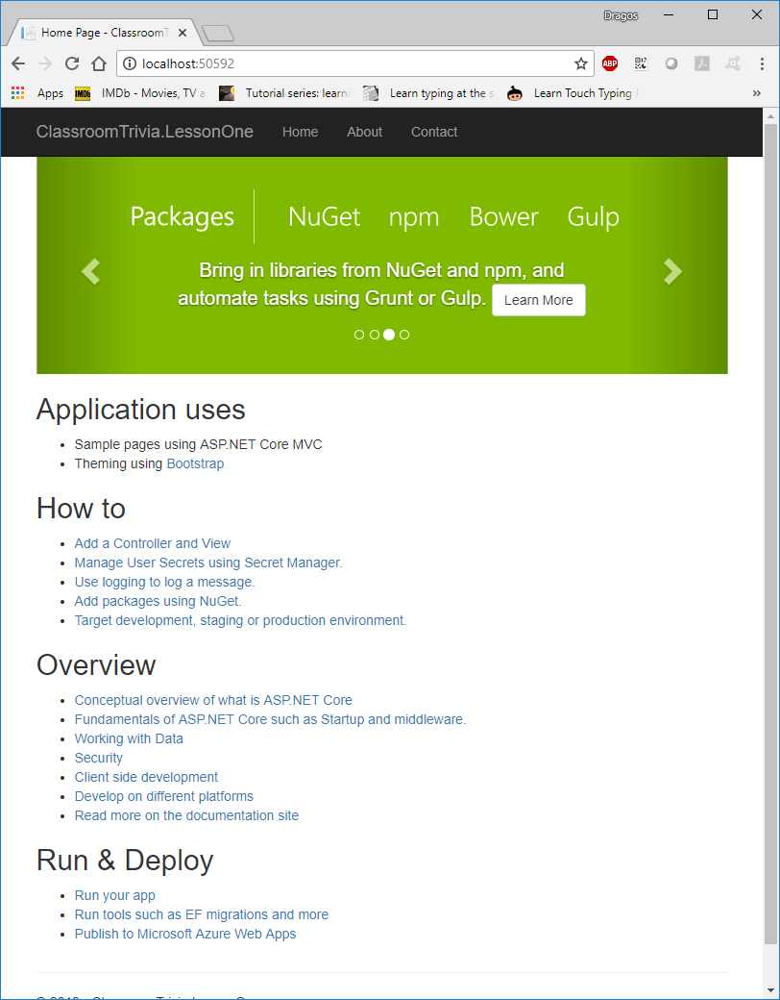 Dragos
Home Page - ClassroomT
localhost:50592
ABP
Apps IMDb IMDb - Movies, TV a Tutorial series: learni Learn typing at the s Learn Touch Typing F
ClassroomTrivia.LessonOne Home About Contact
Packages NuGet npm Bower Gulp
Bring in libraries from NuGet and npm, and
automate tasks using Grunt or Gulp. Learn More
Application uses
Sample pages using ASP.NET Core MVC
Theming using Bootstrap
How to
Add a Controller and View
Manage User Secrets using Secret Manager.
Use logging to log a message.
Add packages using NuGet.
Target development, staging or production environment.
Overview
Conceptual overview of what is ASP.NET Core
Fundamentals of ASP.NET Core such as Startup and middleware.
Working with Data
Security
Client side development
Develop on different platforms
Read more on the documentation site
Run & Deploy
Run your app
Run tools such as EF migrations and more
Publish to Microsoft Azure Web Apps